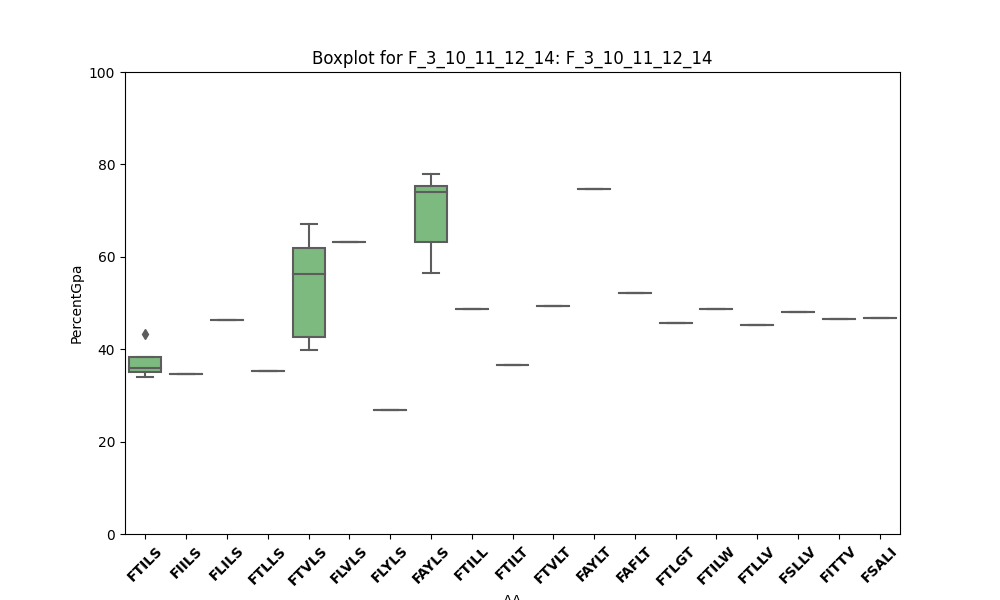 Boxplot for F_3_10_11_12_14: F_3_10_11_12_14
100
80
60
40
20
0
PercentGpa
FTILS FIILS FLILS FTLLS FTVLS FLVLS FLYLS FAYLS FTILL FTILT FTVLT FAYLT FAFLT FTLGT FTILW FTLLV FSLLV FITTV FSALI
AA